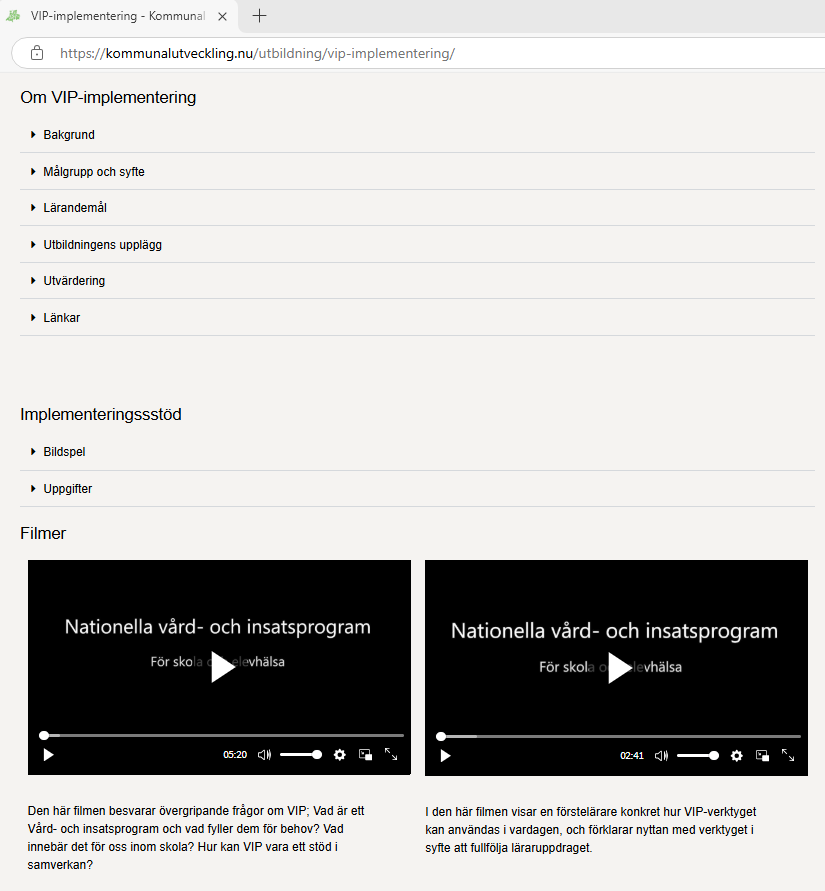 VIP-implementering - Kommunal
https://kommunalutveckling.nu/utbildning/vip-implementering/
Om VIP-implementering
Bakgrund
Målgrupp och syfte
Lärandemål
Utbildningens upplägg
Utvärdering
Länkar
Implementeringssstöd
Bildspel
Uppgifter
Filmer
Nationella vård- och insatsprogram
För skola och elevhälsa
05:20
Nationella vård- och insatsprogram
För skola och elevhälsa
02:41
Den här filmen besvarar övergripande frågor om VIP; Vad är ett
Vård- och insatsprogram och vad fyller dem för behov? Vad
innebär det för oss inom skola? Hur kan VIP vara ett stöd i
samverkan?
I den här filmen visar en förstelärare konkret hur VIP-verktyget
kan användas i vardagen, och förklarar nyttan med verktyget i
syfte att fullfölja läraruppdraget.